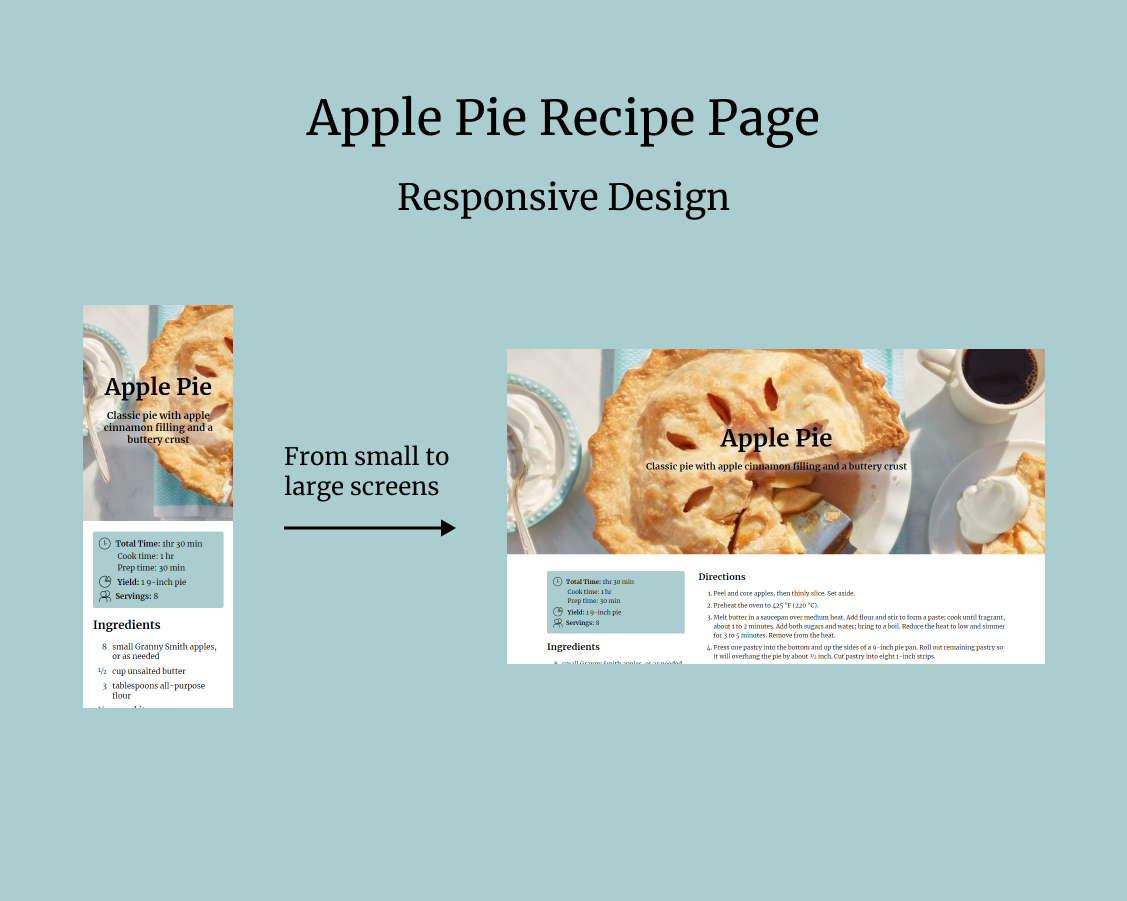 Apple Pie Recipe Page
Responsive Design
Apple Pie
Classic pie with apple
cinnamon filling and a
buttery crust
Total Time: 1hr 30 min
Cook time: 1 hr
Prep time: 30 min
Yield: 1 9-inch pie
Servings: 8
Ingredients
8 small Granny Smith apples,
or as needed
½ cup unsalted butter
3 tablespoons all-purpose
flour
From small to
large screens
Apple Pie
Classic pie with apple cinnamon filling and a buttery crust
Total Time: 1hr 30 min
Cook time: 1 hr
Prep time: 30 min
Yield: 1 9-inch pie
Servings: 8
Ingredients
8 small Granny Smith apples, or as needed
Directions
1. Peel and core apples, then thinly slice. Set aside.
2. Preheat the oven to 425 °F (220 °C).
3. Melt butter in a saucepan over medium heat. Add flour and stir to form a paste; cook until fragrant,
about 1 to 2 minutes. Add both sugars and water; bring to a boil. Reduce the heat to low and simmer
for 3 to 5 minutes. Remove from the heat.
4. Press one pastry into the bottom and up the sides of a 9-inch pie pan. Roll out remaining pastry so
it will overhang the pie by about ½ inch. Cut pastry into eight 1-inch strips.